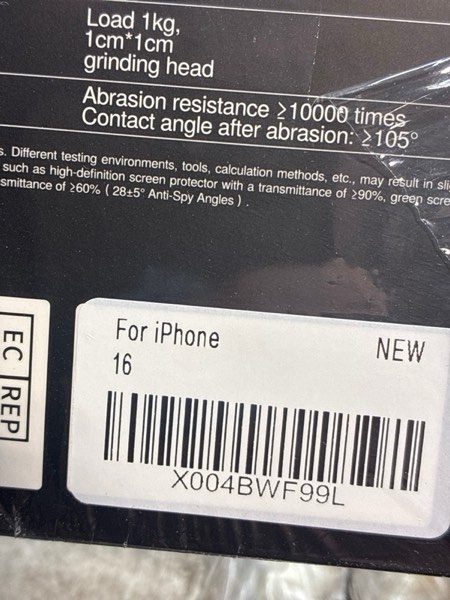 Load 1kg,
1cm*1cm
grinding head
Abrasion resistance ≥10000 times
Contact angle after abrasion: ≥105°
s. Different testing environments, tools, calculation methods, etc., may result in sli
such as high-definition screen protector with a transmittance of ≥90%, green scre
smittance of ≥60% ( 28±5° Anti-Spy Angles ) .
EC REP
For iPhone
16
NEW
X004BWF99L